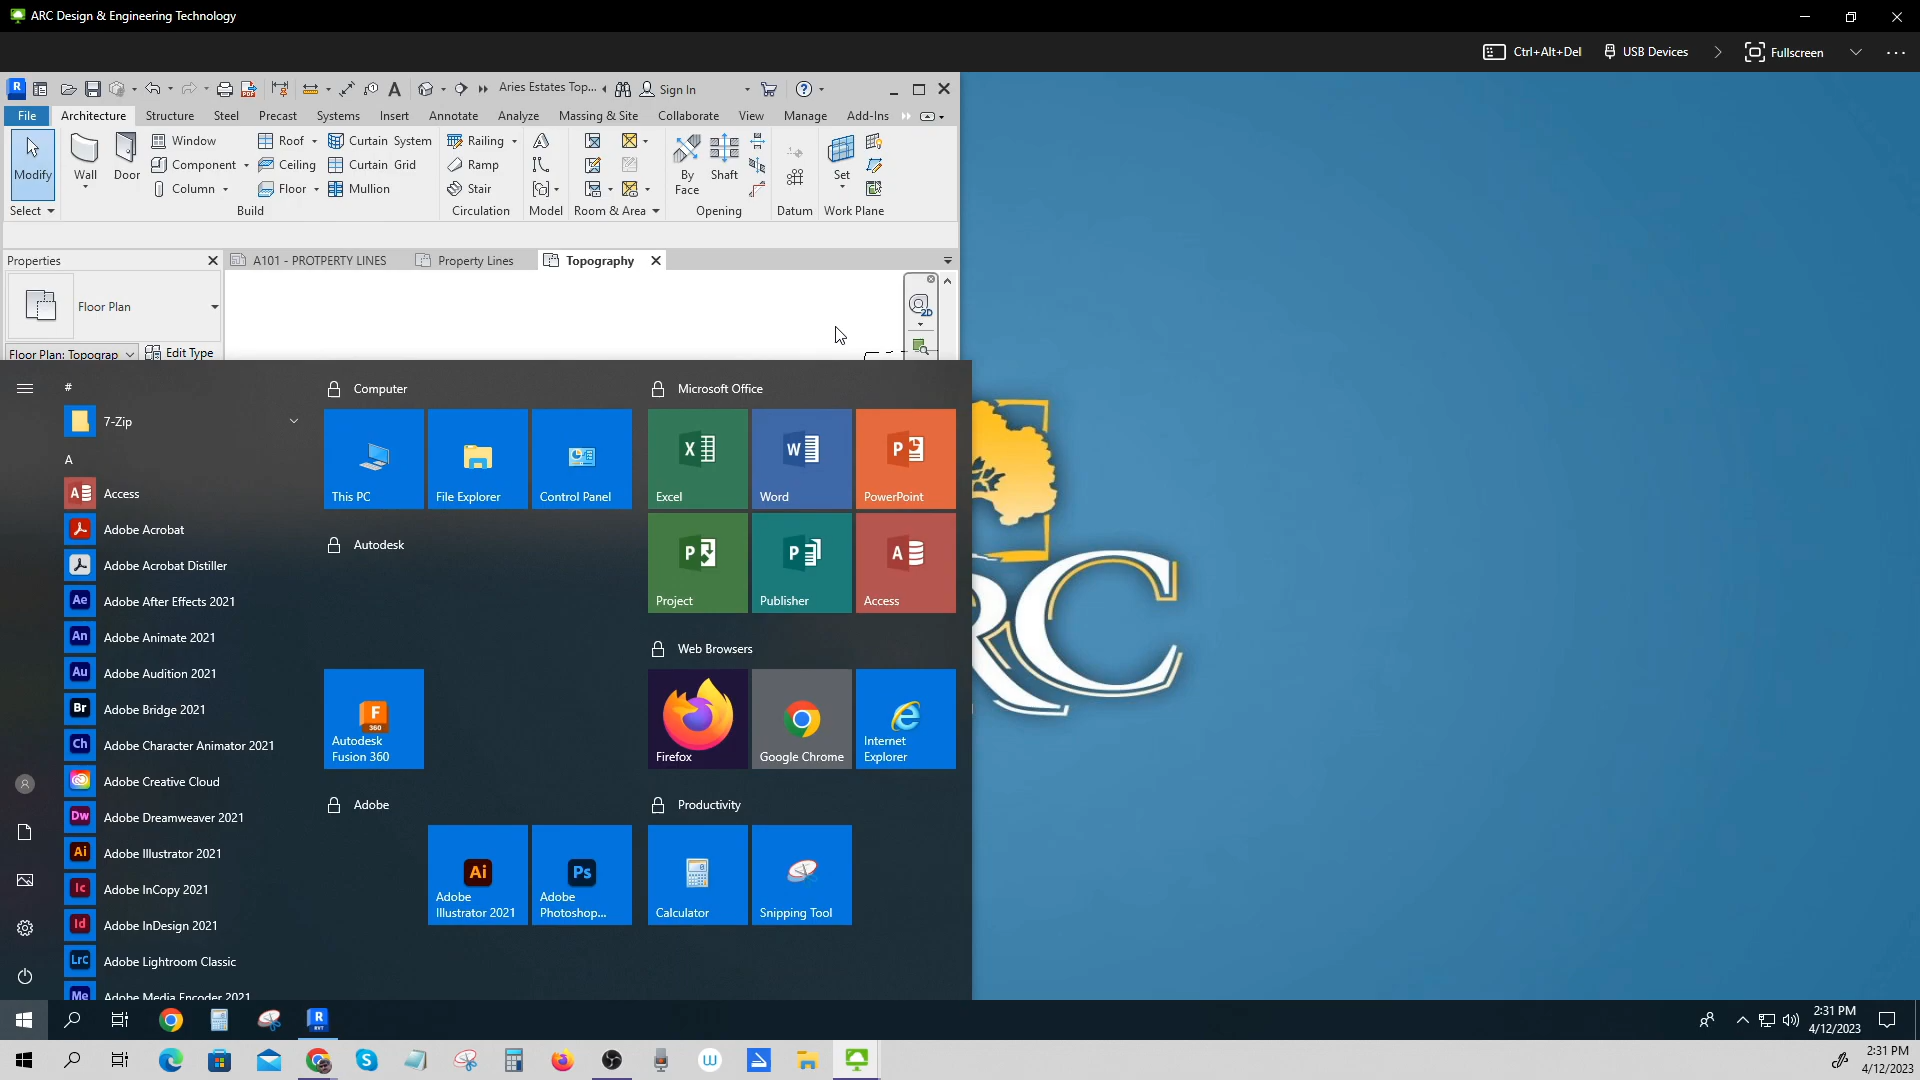 ARC Design & Engineering Technology
Ctrl+Alt+Del
USB Devices
Fullscreen
Aries Estates Top...
Sign In
File
Architecture
Structure
Steel
Precast
Systems
Insert
Annotate
Analyze
Massing & Site
Collaborate
View
Manage
Add-Ins
Modify
Wall
Door
Window
Component
Column
Roof
Ceiling
Floor
Curtain System
Curtain Grid
Mullion
Railing
Ramp
Stair
By
Face
Shaft
Set
Select
Build
Circulation
Model
Room & Area
Opening
Datum
Work Plane
Properties
A101 - PROTPERTY LINES
Property Lines
Topography
Floor Plan
2D
Floor Plan: Topograp
Edit Type
#
7-Zip
A
Access
Adobe Acrobat
Adobe Acrobat Distiller
Adobe After Effects 2021
Adobe Animate 2021
Adobe Audition 2021
Adobe Bridge 2021
Adobe Character Animator 2021
Adobe Creative Cloud
Adobe Dreamweaver 2021
Adobe Illustrator 2021
Adobe InCopy 2021
Adobe InDesign 2021
Adobe Lightroom Classic
Adobe Media Encoder 2021
Computer
This PC
File Explorer
Control Panel
Autodesk
Autodesk
Fusion 360
Adobe
Adobe
Illustrator 2021
Adobe
Photoshop...
Microsoft Office
Excel
Word
PowerPoint
Project
Publisher
Access
Web Browsers
Firefox
Google Chrome
Internet
Explorer
Productivity
Calculator
Snipping Tool
RC
2:31 PM
4/12/2023
2:31 PM
4/12/2023